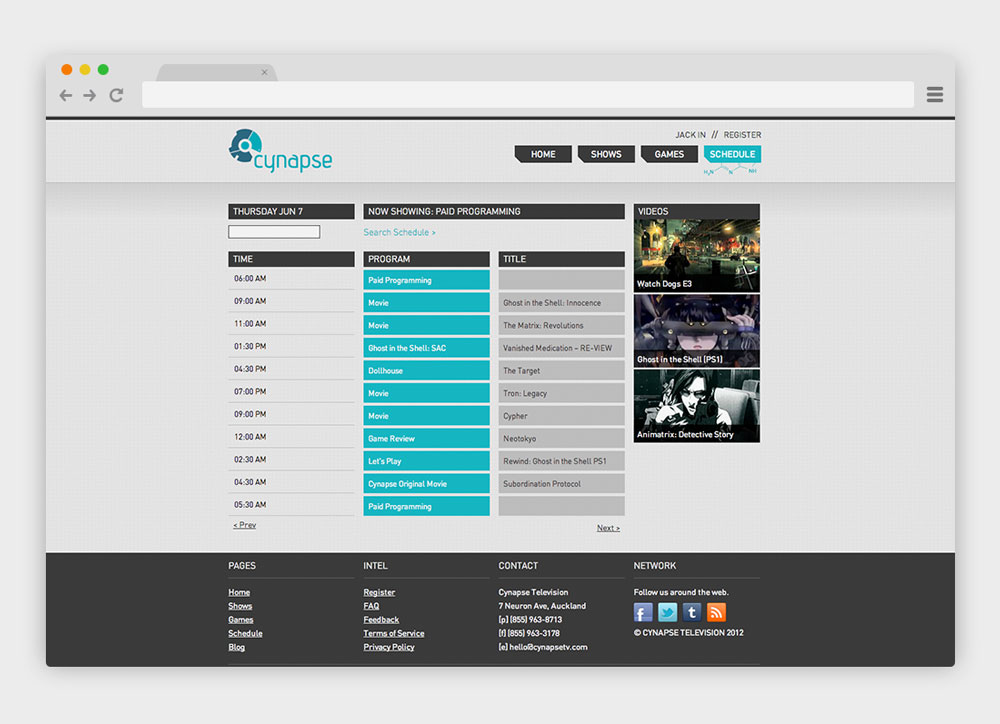 cynapse
JACK IN // REGISTER
HOME SHOWS GAMES SCHEDULE
H₂N N NH
THURSDAY JUN 7
NOW SHOWING: PAID PROGRAMMING
Search Schedule >
TIME PROGRAM TITLE
06:00 AM Paid Programming
09:00 AM Movie Ghost in the Shell: Innocence
11:00 AM Movie The Matrix: Revolutions
01:30 PM Ghost in the Shell: SAC Vanished Medication – RE-VIEW
04:30 PM Dollhouse The Target
07:00 PM Movie Tron: Legacy
09:00 PM Movie Cypher
12:00 AM Game Review Neotokyo
02:30 AM Let's Play Rewind: Ghost in the Shell PS1
04:30 AM Cynapse Original Movie Subordination Protocol
05:30 AM Paid Programming
< Prev Next >
VIDEOS
Watch Dogs E3
Ghost in the Shell [PS1]
Animatrix: Detective Story
PAGES
Home
Shows
Games
Schedule
Blog
INTEL
Register
FAQ
Feedback
Terms of Service
Privacy Policy
CONTACT
Cynapse Television
7 Neuron Ave, Auckland
[p] (855) 963-8713
[f] (855) 963-3178
[e] hello@cynapsetv.com
NETWORK
Follow us around the web.
f t
© CYNAPSE TELEVISION 2012